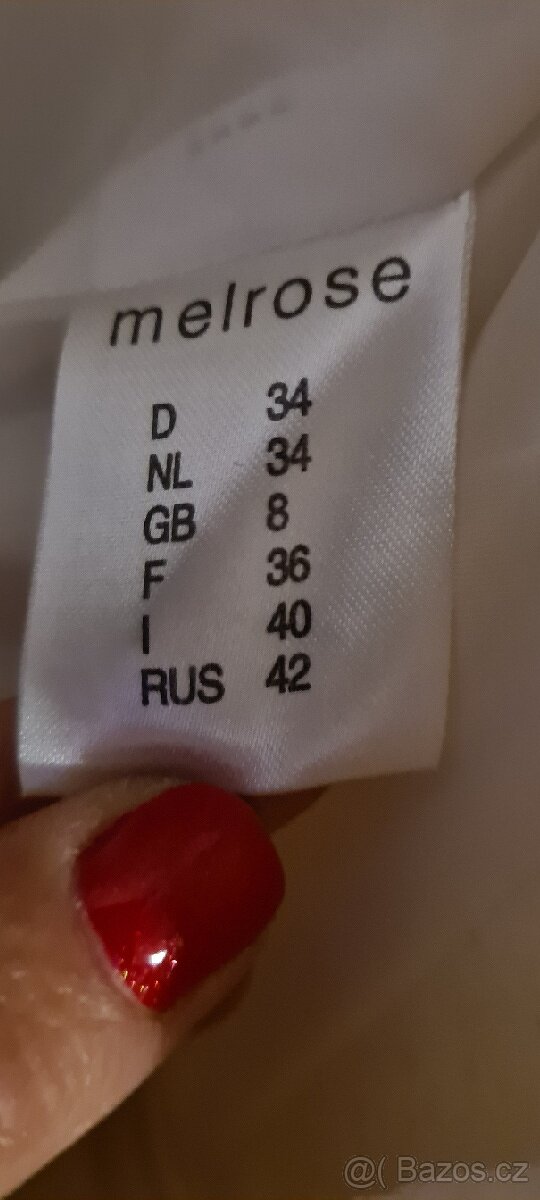 melrose
D 34
NL 34
GB 8
F 36
I 40
RUS 42
@( Bazos.cz